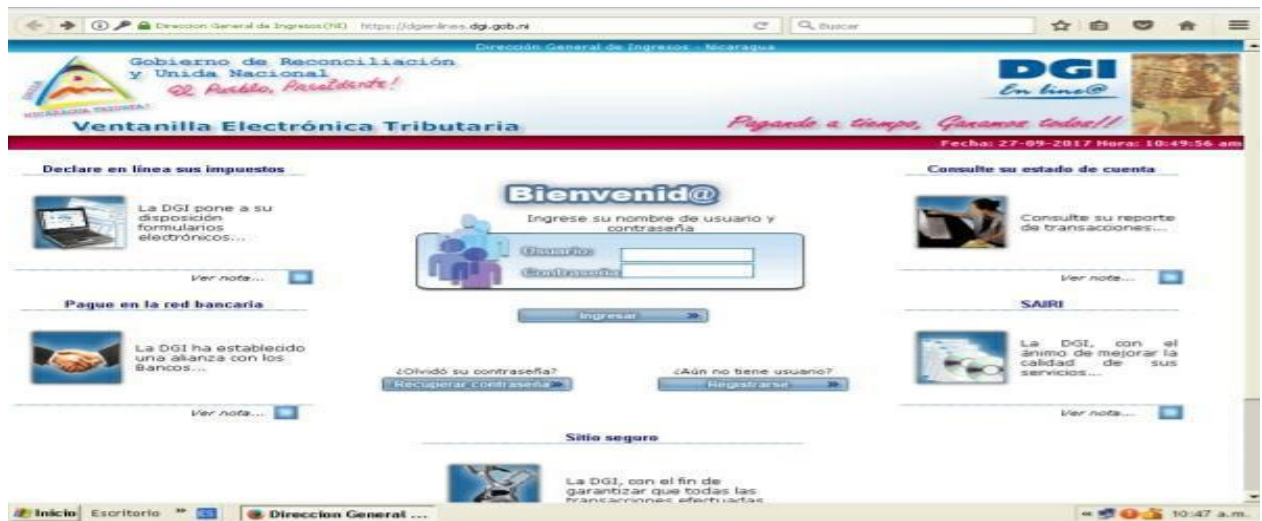 Direccion General de Ingresos (NI) https://dgienlinea.dgi.gob.ni
Buscar
Dirección General de Ingresos - Nicaragua
Gobierno de Reconciliación
y Unida Nacional
El Pueblo, Presidente!
DGI
En line@
Ventanilla Electrónica Tributaria
Pagando a tiempo, Ganamos todos!!
Fecha: 27-09-2017 Hora: 10:49:56 am
Declare en línea sus impuestos
La DGI pone a su
disposición
formularios
electrónicos...
Ver nota...
Pague en la red bancaria
La DGI ha establecido
una alianza con los
Bancos...
Ver nota...
Bienvenid@
Ingrese su nombre de usuario y
contraseña
Usuario:
Contraseña:
Ingresar
¿Olvidó su contraseña?
Recuperar contraseña
¿Aún no tiene usuario?
Registrarse
Consulte su estado de cuenta
Consulte su reporte
de transacciones...
Ver nota...
SAIRI
La DGI, con el
ánimo de mejorar la
calidad de sus
servicios...
Ver nota...
Sitio seguro
La DGI, con el fin de
garantizar que todas las
transacciones efectuadas
Inicio
Escritorio
Direccion General ...
10:47 a.m.